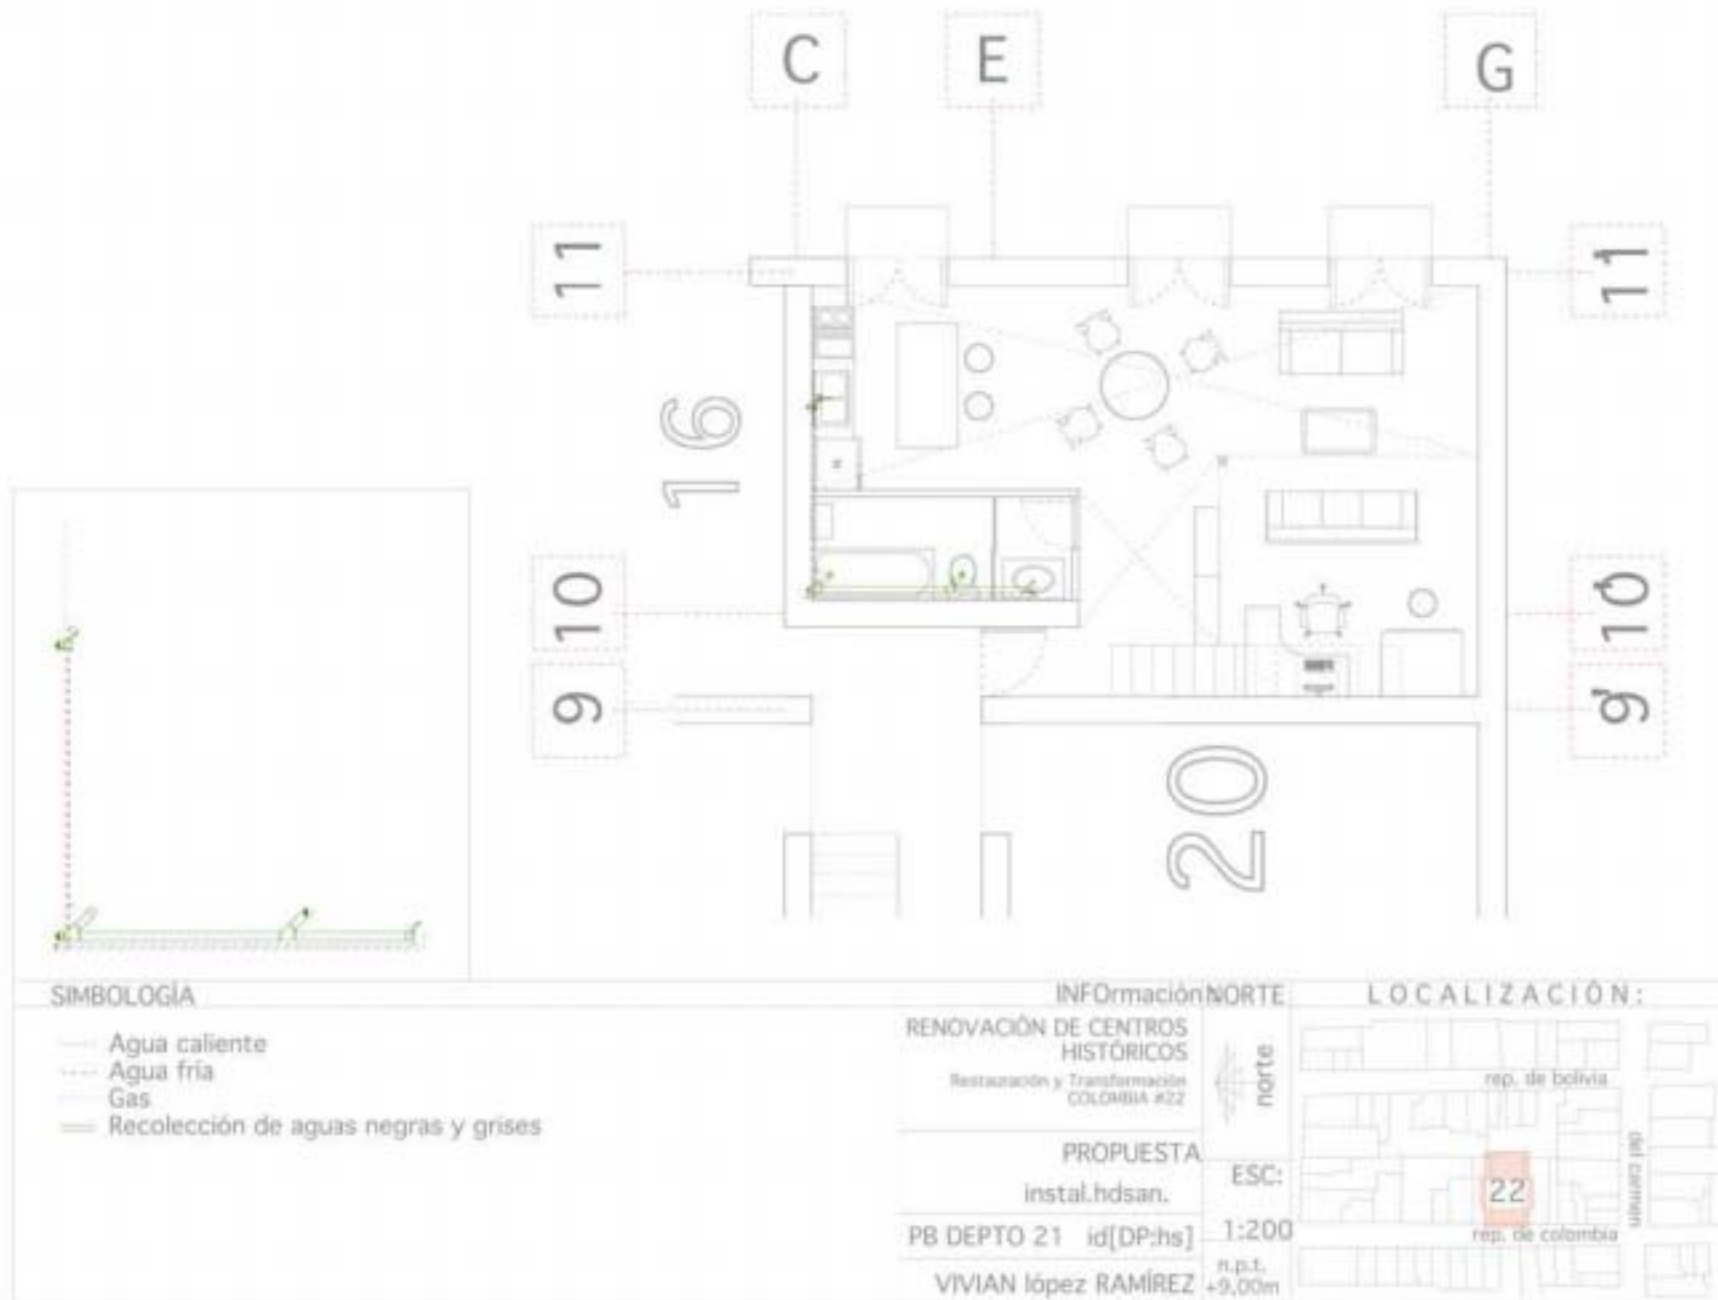 C
E
G
11
11'
16
10
10'
9
9'
20
SIMBOLOGÍA
Agua caliente
Agua fría
Gas
Recolección de aguas negras y grises
INFOrmación
RENOVACIÓN DE CENTROS
HISTÓRICOS
Restauración y Transformación
COLOMBIA #22
PROPUESTA
instal.hdsan.
PB DEPTO 21 id[DP:hs]
VIVIAN lópez RAMÍREZ
NORTE
norte
ESC:
1:200
n.p.t.
+9.00m
LOCALIZACIÓN:
rep. de bolivia
del carmen
22
rep. de colombia